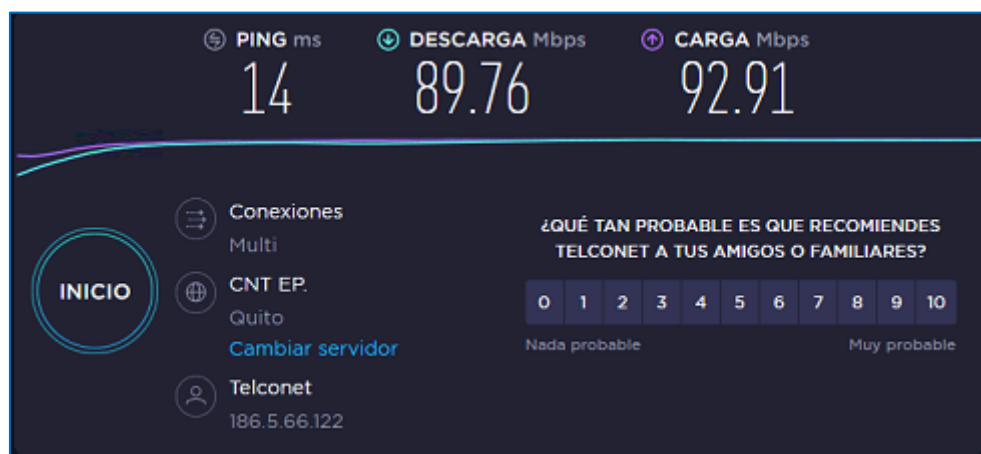 PING ms
14
DESCARGA Mbps
89.76
CARGA Mbps
92.91
INICIO
Conexiones
Multi
CNT EP.
Quito
Cambiar servidor
Telconet
186.5.66.122
¿QUÉ TAN PROBABLE ES QUE RECOMIENDES
TELCONET A TUS AMIGOS O FAMILIARES?
0 1 2 3 4 5 6 7 8 9 10
Nada probable Muy probable